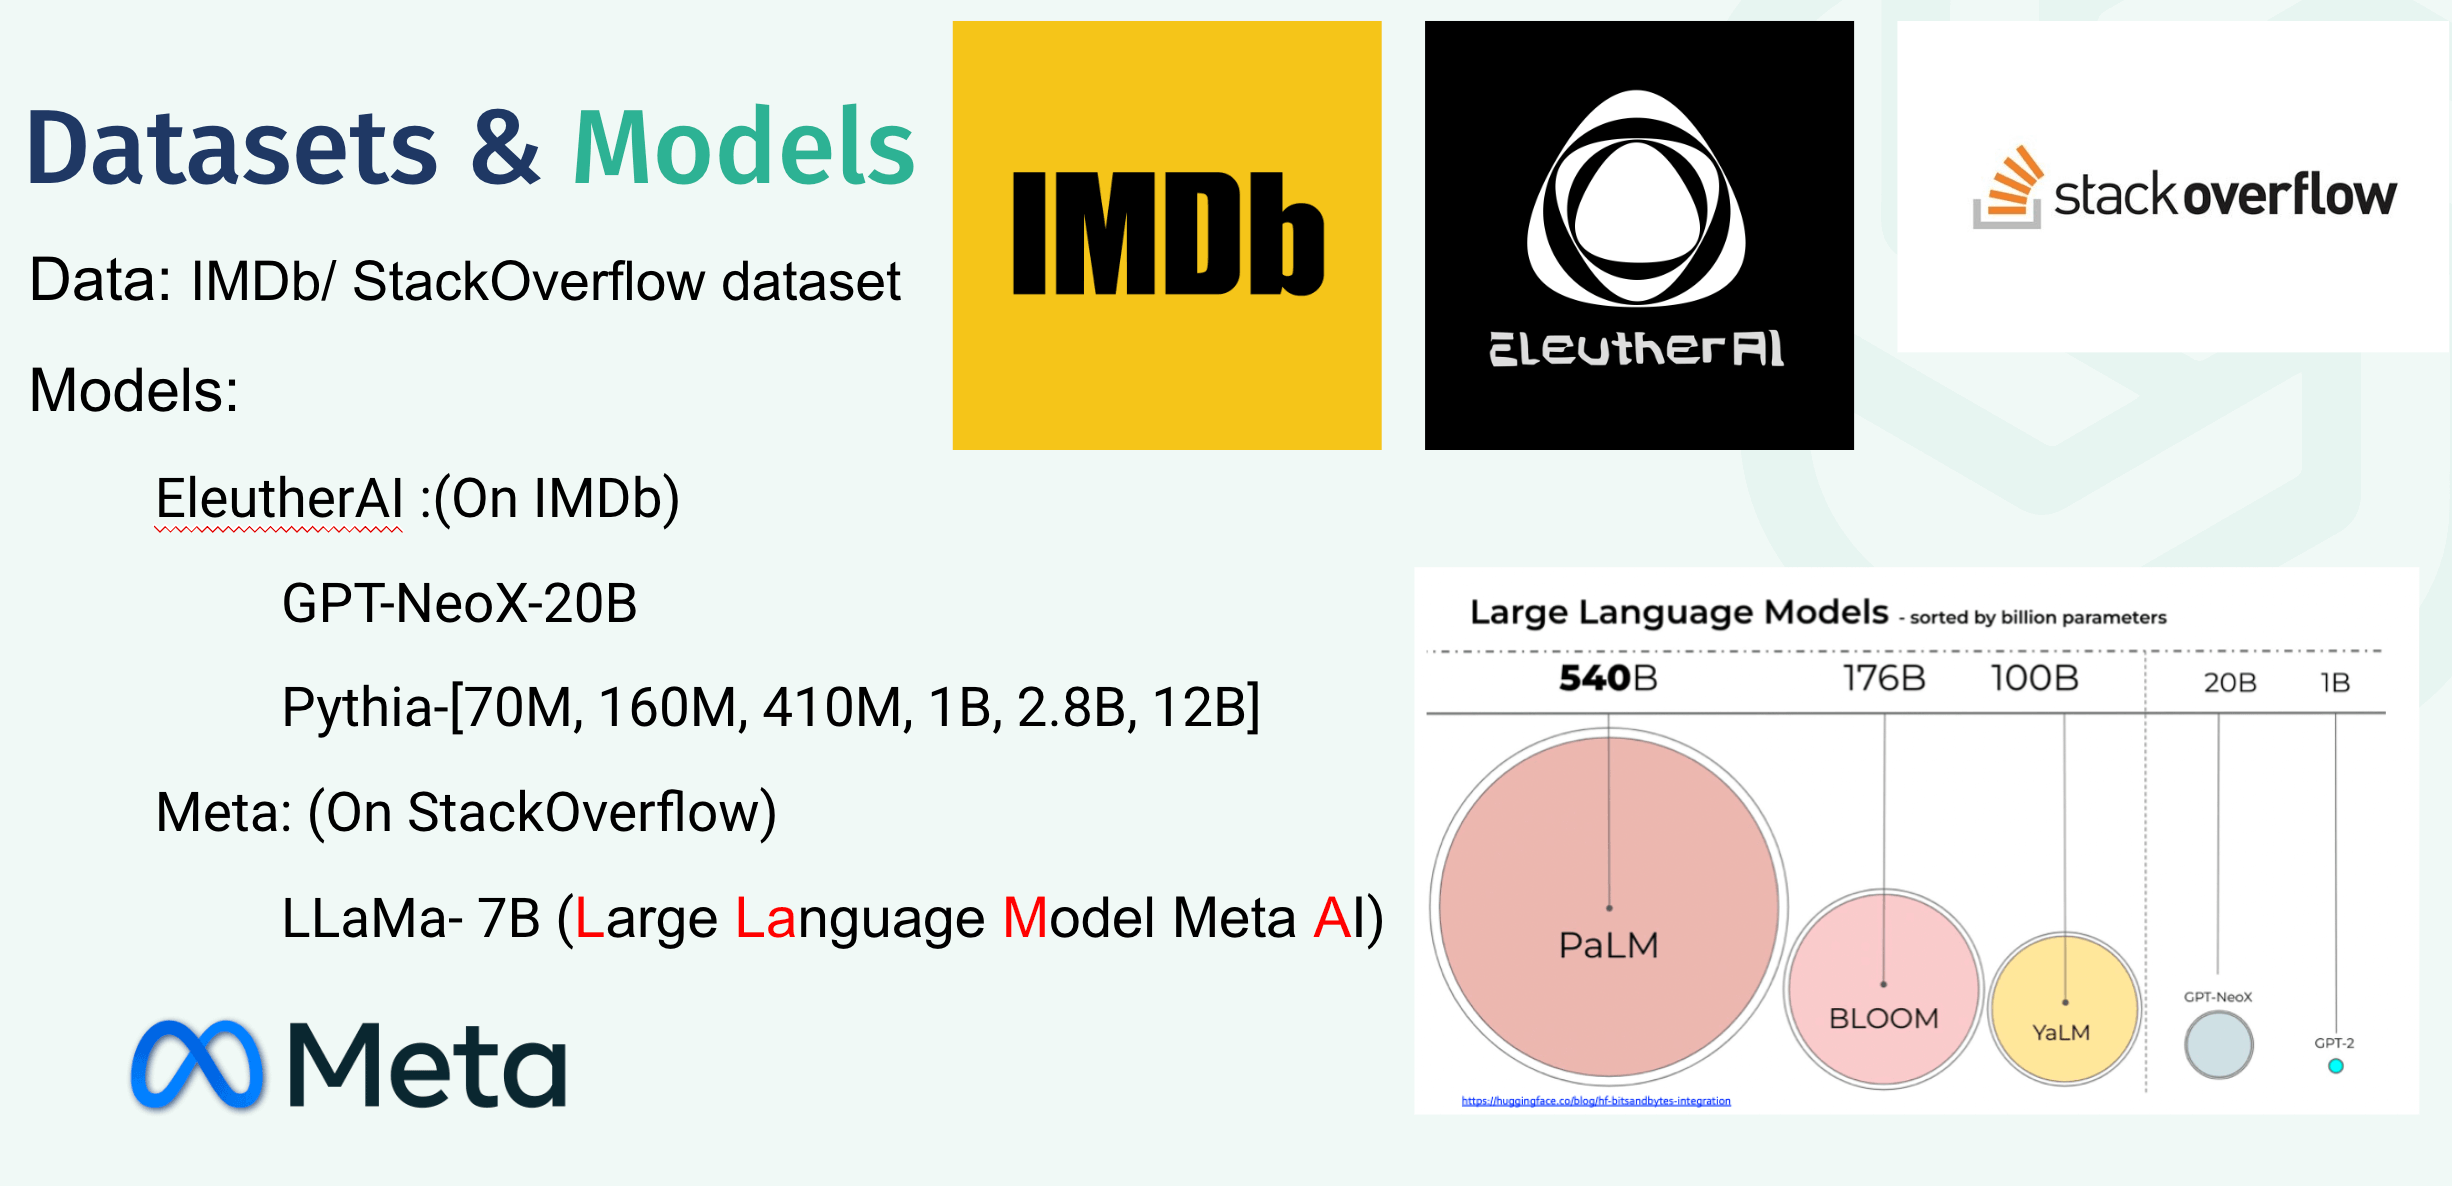 Datasets & Models
IMDb
EleutherAI
stackoverflow
Data: IMDb/ StackOverflow dataset
Models:
EleutherAI :(On IMDb)
GPT-NeoX-20B
Pythia-[70M, 160M, 410M, 1B, 2.8B, 12B]
Meta: (On StackOverflow)
LLaMa- 7B (Large Language Model Meta AI)
Meta
Large Language Models - sorted by billion parameters
540B 176B 100B 20B 1B
PaLM
BLOOM
YaLM
GPT-NeoX
GPT-2
https://huggingface.co/blog/hf-bitsandbytes-integration